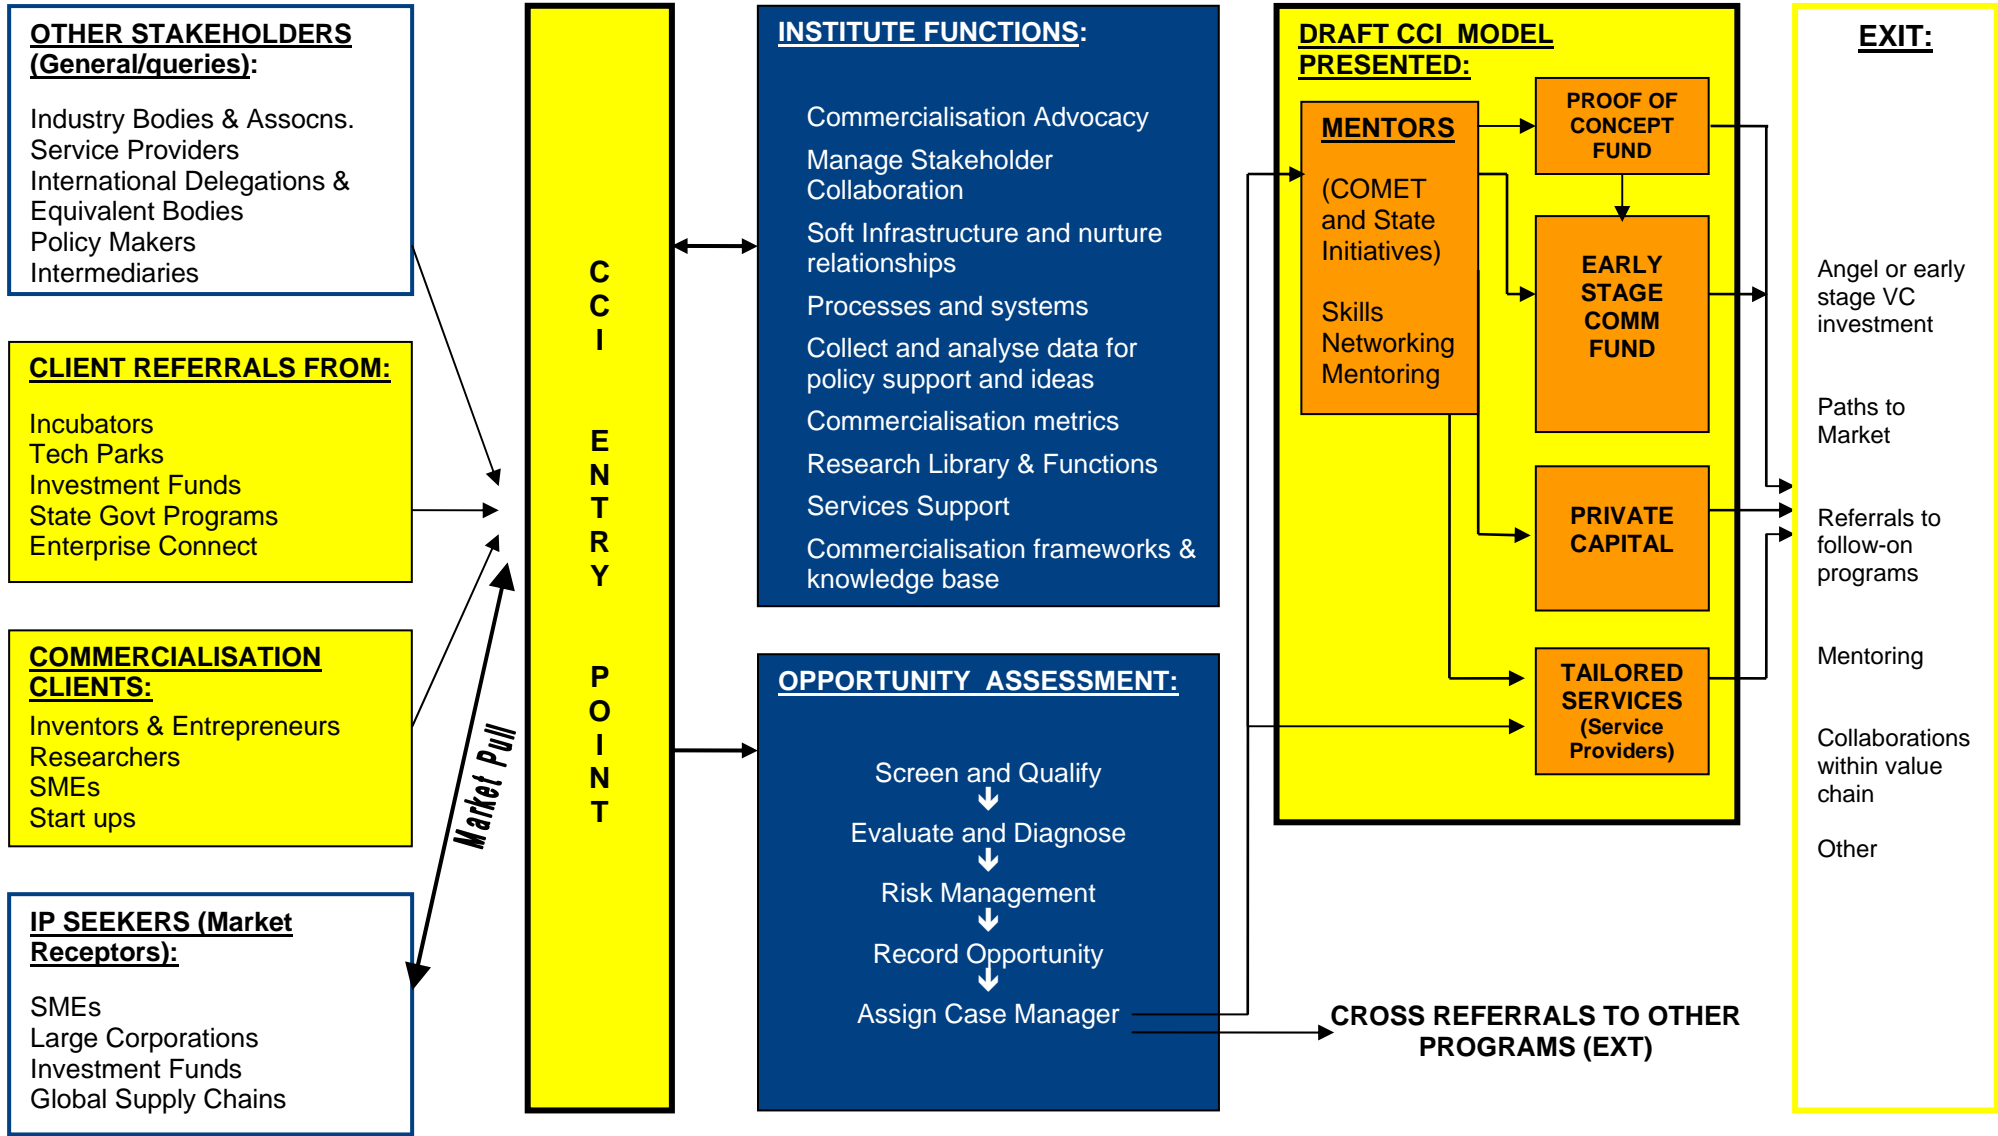 OTHER STAKEHOLDERS
(General/queries):
Industry Bodies & Assocns.
Service Providers
International Delegations &
Equivalent Bodies
Policy Makers
Intermediaries
CLIENT REFERRALS FROM:
Incubators
Tech Parks
Investment Funds
State Govt Programs
Enterprise Connect
COMMERCIALISATION
CLIENTS:
Inventors & Entrepreneurs
Researchers
SMEs
Start ups
IP SEEKERS (Market
Receptors):
SMEs
Large Corporations
Investment Funds
Global Supply Chains
Market Pull
C
C
I
E
N
T
R
Y
P
O
I
N
T
INSTITUTE FUNCTIONS:
Commercialisation Advocacy
Manage Stakeholder
Collaboration
Soft Infrastructure and nurture
relationships
Processes and systems
Collect and analyse data for
policy support and ideas
Commercialisation metrics
Research Library & Functions
Services Support
Commercialisation frameworks &
knowledge base
OPPORTUNITY ASSESSMENT:
Screen and Qualify
Evaluate and Diagnose
Risk Management
Record Opportunity
Assign Case Manager
DRAFT CCI MODEL
PRESENTED:
MENTORS
(COMET
and State
Initiatives)
Skills
Networking
Mentoring
PROOF OF
CONCEPT
FUND
EARLY
STAGE
COMM
FUND
PRIVATE
CAPITAL
TAILORED
SERVICES
(Service
Providers)
CROSS REFERRALS TO OTHER
PROGRAMS (EXT)
EXIT:
Angel or early
stage VC
investment
Paths to
Market
Referrals to
follow-on
programs
Mentoring
Collaborations
within value
chain
Other